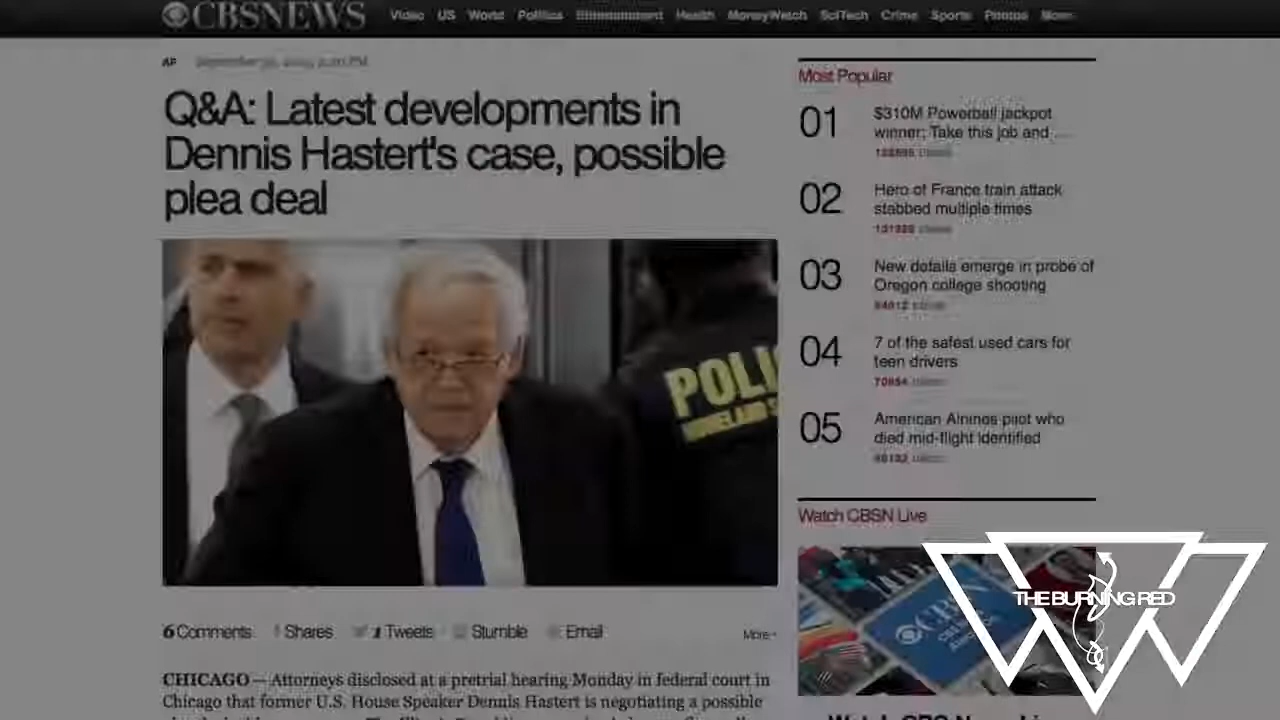 CBSNEWS
Video US World Politics Entertainment Health MoneyWatch SciTech Crime Sports Photos More
AP
Q&A: Latest developments in
Dennis Hastert's case, possible
plea deal
POLI
HOMELAND S
6 Comments Shares 1 Tweets Stumble Email More
CHICAGO — Attorneys disclosed at a pretrial hearing Monday in federal court in
Chicago that former U.S. House Speaker Dennis Hastert is negotiating a possible
Most Popular
01 $310M Powerball jackpot
winner: Take this job and ...
02 Hero of France train attack
stabbed multiple times
03 New details emerge in probe of
Oregon college shooting
04 7 of the safest used cars for
teen drivers
05 American Airlines pilot who
died mid-flight identified
Watch CBSN Live
CBSN
THE BURNING RED